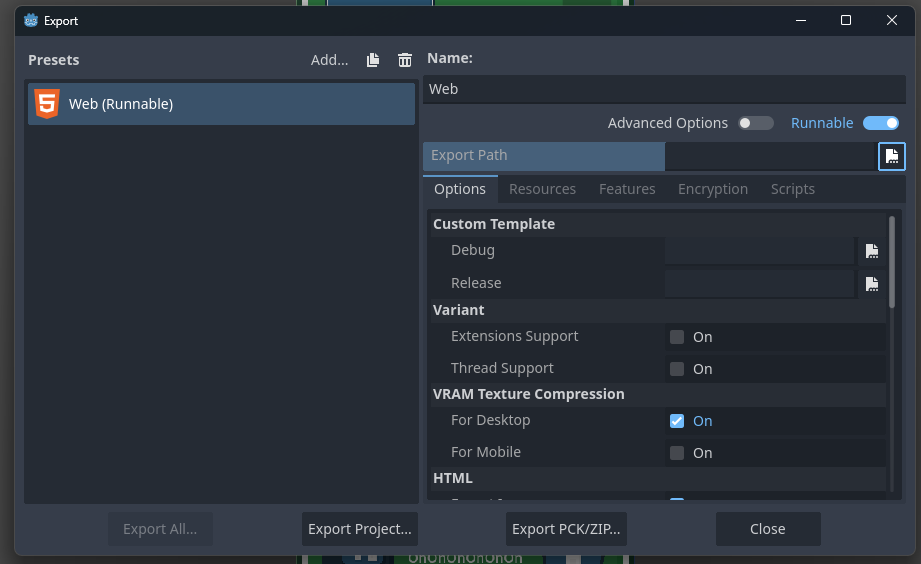 Export
Presets
Add...
Name:
Web (Runnable)
Web
Advanced Options
Runnable
Export Path
Options Resources Features Encryption Scripts
Custom Template
Debug
Release
Variant
Extensions Support On
Thread Support On
VRAM Texture Compression
For Desktop On
For Mobile On
HTML
Export All...
Export Project...
Export PCK/ZIP...
Close